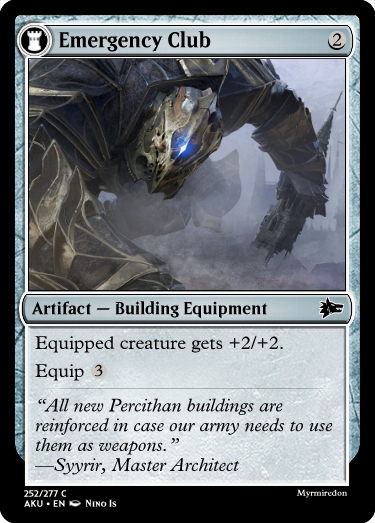 Emergency Club 2
Artifact — Building Equipment
Equipped creature gets +2/+2.
Equip 3
“All new Percithan buildings are
reinforced in case our army needs to use
them as weapons.”
—Syyrir, Master Architect
252/277 C Myrmiredon
AKU • EN Nino Is